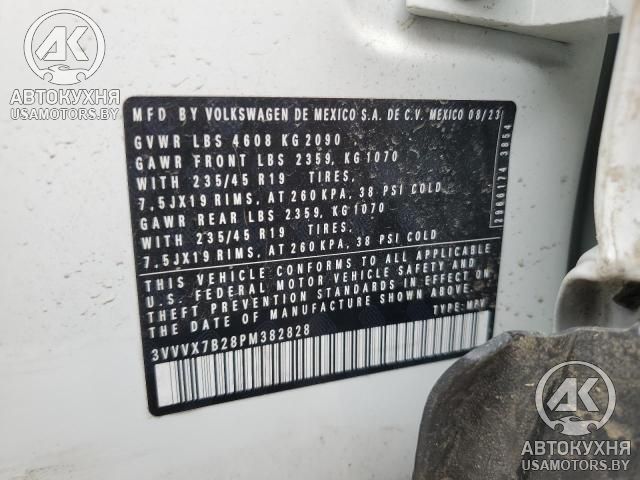 АК
АВТОКУХНЯ
USAMOTORS.BY
MFD BY VOLKSWAGEN DE MEXICO S.A. DE C.V. MEXICO 08/23
GVWR LBS 4608 KG 2090
GAWR FRONT LBS 2359, KG 1070
WITH 235/45 R19 TIRES,
7,5JX19 RIMS, AT 260 KPA, 38 PSI COLD
GAWR REAR LBS 2359, KG 1070
WITH 235/45 R19 TIRES,
7,5JX19 RIMS, AT 260 KPA, 38 PSI COLD
THIS VEHICLE CONFORMS TO ALL APPLICABLE
U.S. FEDERAL MOTOR VEHICLE SAFETY AND
THEFT PREVENTION STANDARDS IN EFFECT ON
THE DATE OF MANUFACTURE SHOWN ABOVE.
3VVVX7B28PM382828 TYPE: MPV
2966174 3854
АК
АВТОКУХНЯ
USAMOTORS.BY